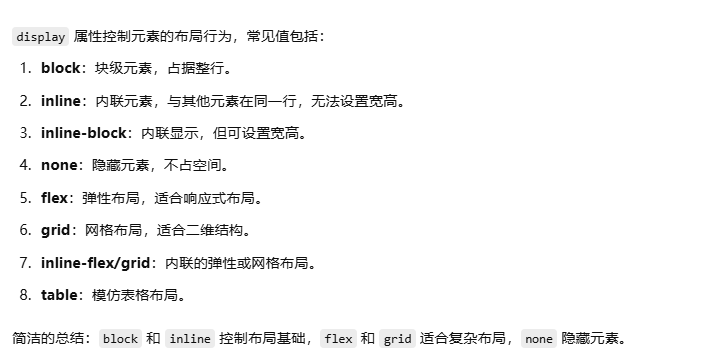 display 属性控制元素的布局行为，常见值包括：
1. block：块级元素，占据整行。
2. inline：内联元素，与其他元素在同一行，无法设置宽高。
3. inline-block：内联显示，但可设置宽高。
4. none：隐藏元素，不占空间。
5. flex：弹性布局，适合响应式布局。
6. grid：网格布局，适合二维结构。
7. inline-flex/grid：内联的弹性或网格布局。
8. table：模仿表格布局。
简洁的总结：block 和 inline 控制布局基础，flex 和 grid 适合复杂布局，none 隐藏元素。